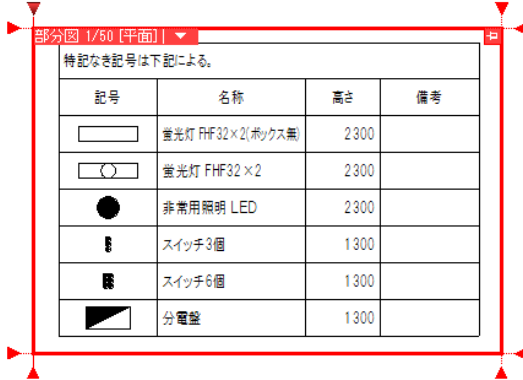 部分図 1/50 [平面] ▼
特記なき記号は下記による。
記号 名称 高さ 備考
蛍光灯 FHF32×2(ボックス無) 2300
蛍光灯 FHF32×2 2300
非常用照明 LED 2300
スイッチ3個 1300
スイッチ6個 1300
分電盤 1300